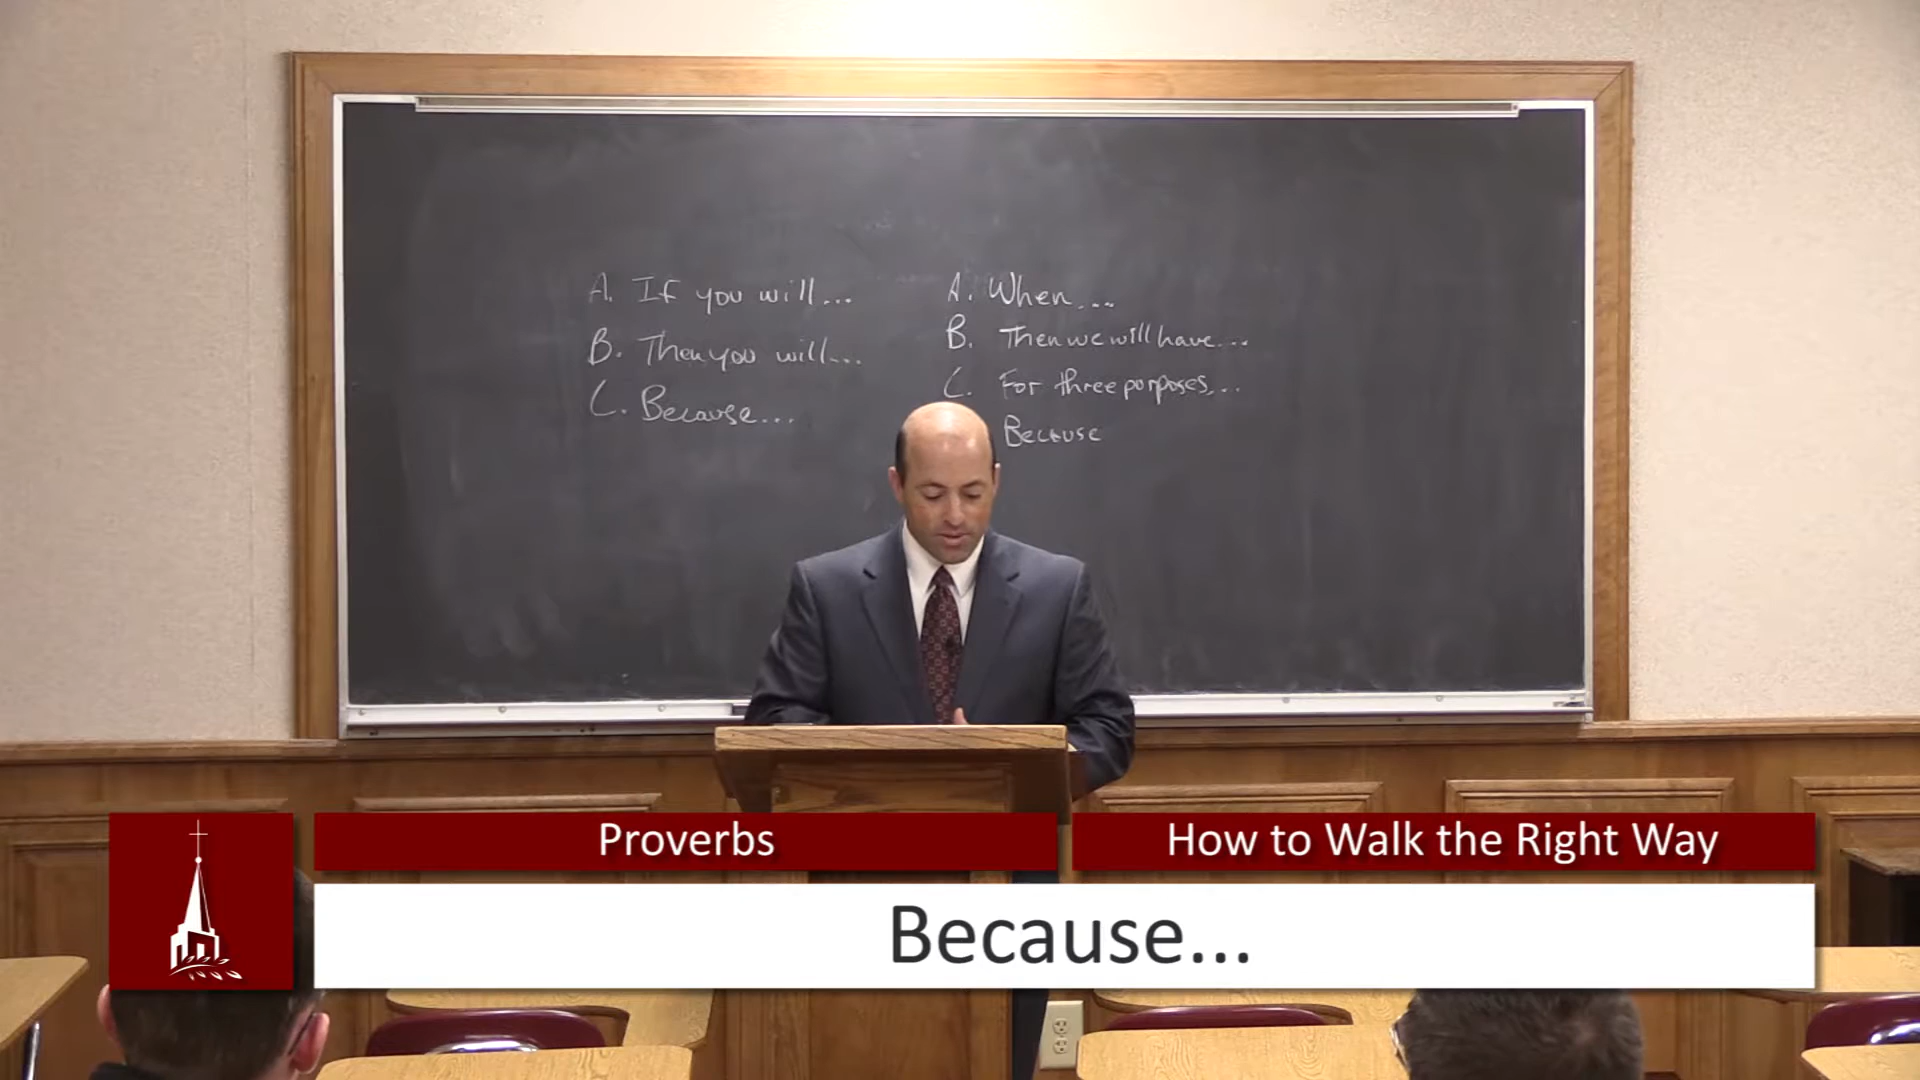 A. If you will...
B. Then you will...
C. Because...
A. When...
B. Then we will have...
C. For three purposes...
Because
Proverbs
How to Walk the Right Way
Because...